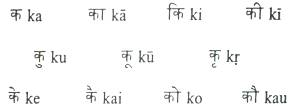 क ka का kā कि ki की kī
कु ku कू kū कृ kṛ
के ke कै kai को ko कौ kau